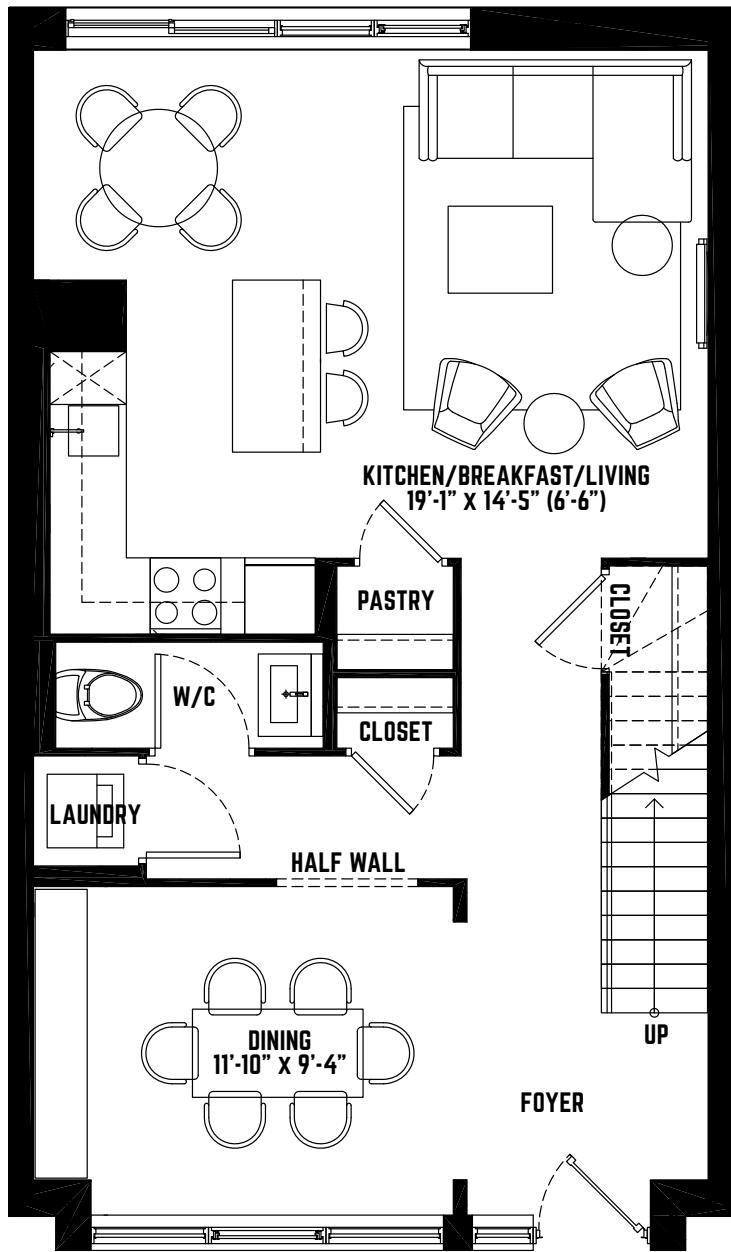 KITCHEN/BREAKFAST/LIVING
19'-1" X 14'-5" (6'-6")
PASTRY
CLOSET
W/C
CLOSET
LAUNDRY
HALF WALL
DINING
11'-10" X 9'-4"
UP
FOYER